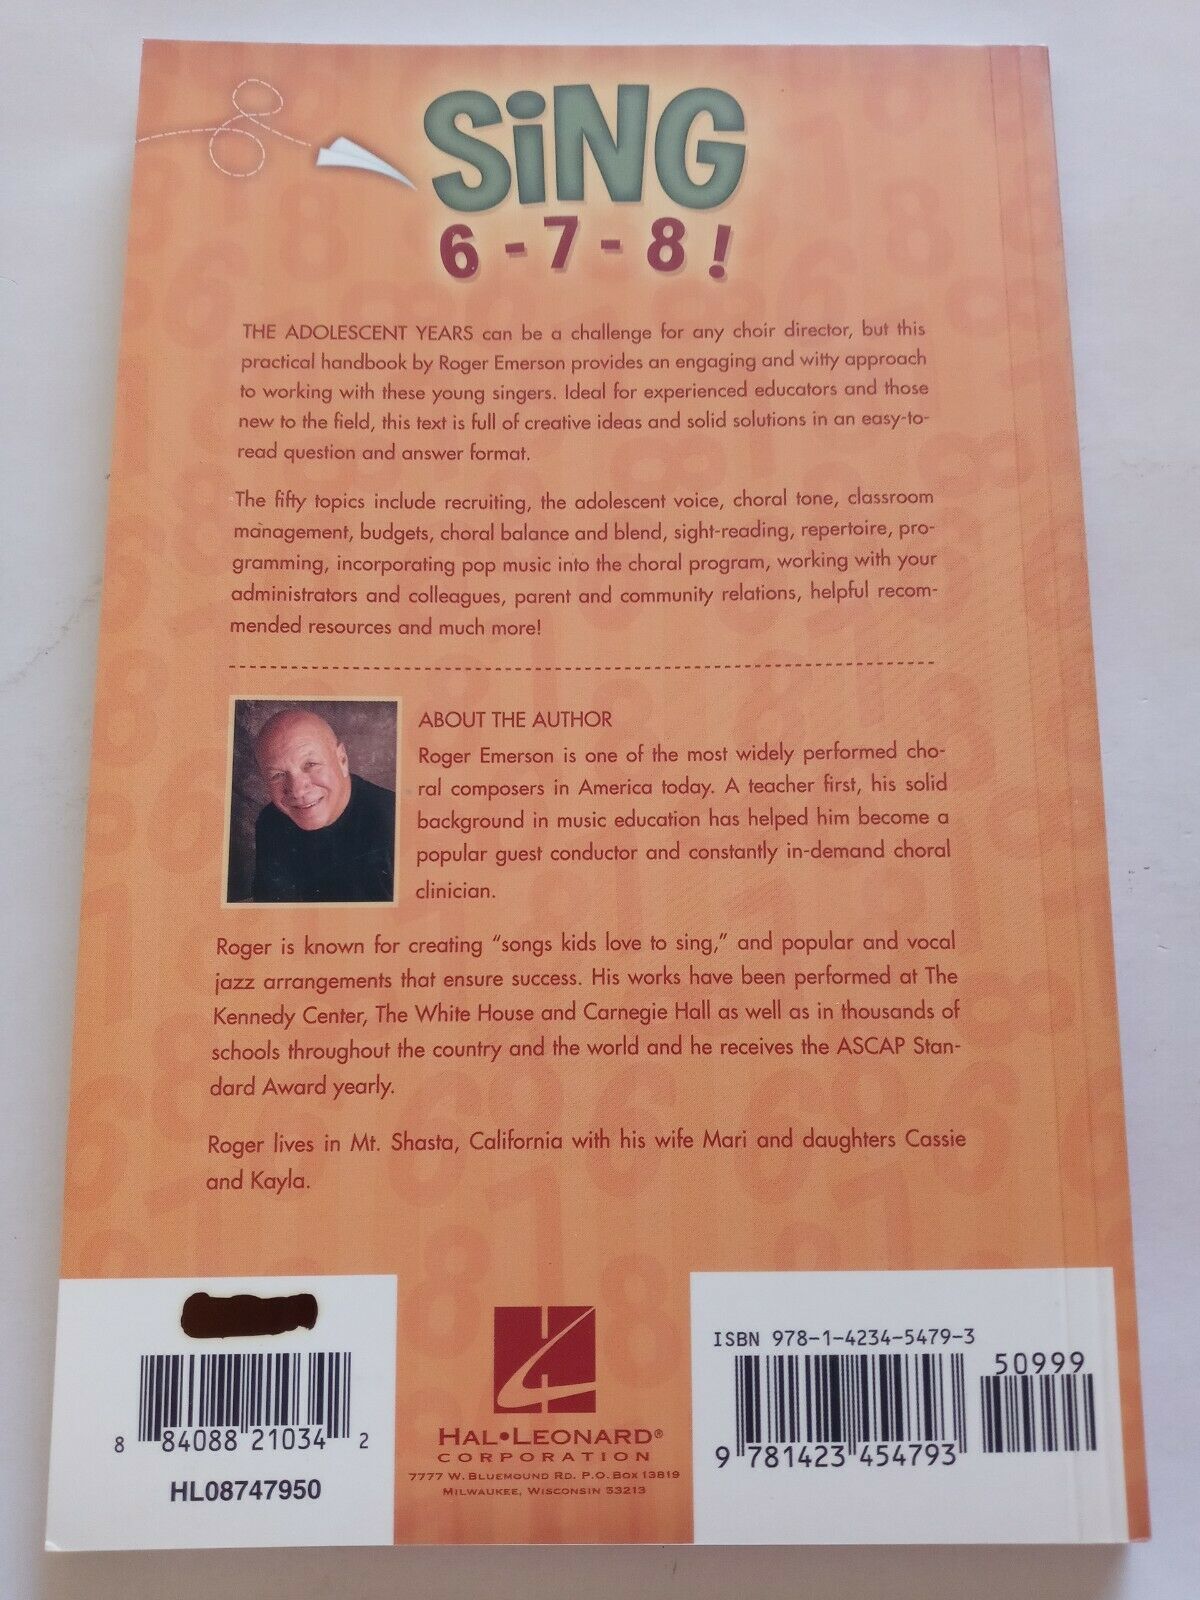 SiNG
6-7-8!
THE ADOLESCENT YEARS can be a challenge for any choir director, but this
practical handbook by Roger Emerson provides an engaging and witty approach
to working with these young singers. Ideal for experienced educators and those
new to the field, this text is full of creative ideas and solid solutions in an easy-to-
read question and answer format.
The fifty topics include recruiting, the adolescent voice, choral tone, classroom
management, budgets, choral balance and blend, sight-reading, repertoire, pro-
gramming, incorporating pop music into the choral program, working with your
administrators and colleagues, parent and community relations, helpful recom-
mended resources and much more!
ABOUT THE AUTHOR
Roger Emerson is one of the most widely performed cho-
ral composers in America today. A teacher first, his solid
background in music education has helped him become a
popular guest conductor and constantly in-demand choral
clinician.
Roger is known for creating “songs kids love to sing,” and popular and vocal
jazz arrangements that ensure success. His works have been performed at The
Kennedy Center, The White House and Carnegie Hall as well as in thousands of
schools throughout the country and the world and he receives the ASCAP Stan-
dard Award yearly.
Roger lives in Mt. Shasta, California with his wife Mari and daughters Cassie
and Kayla.
8 84088 21034 2
HL08747950
HAL•LEONARD®
CORPORATION
7777 W. BLUEMOUND RD. P.O. BOX 13819
MILWAUKEE, WISCONSIN 53213
ISBN 978-1-4234-5479-3
50999
9 781423 454793